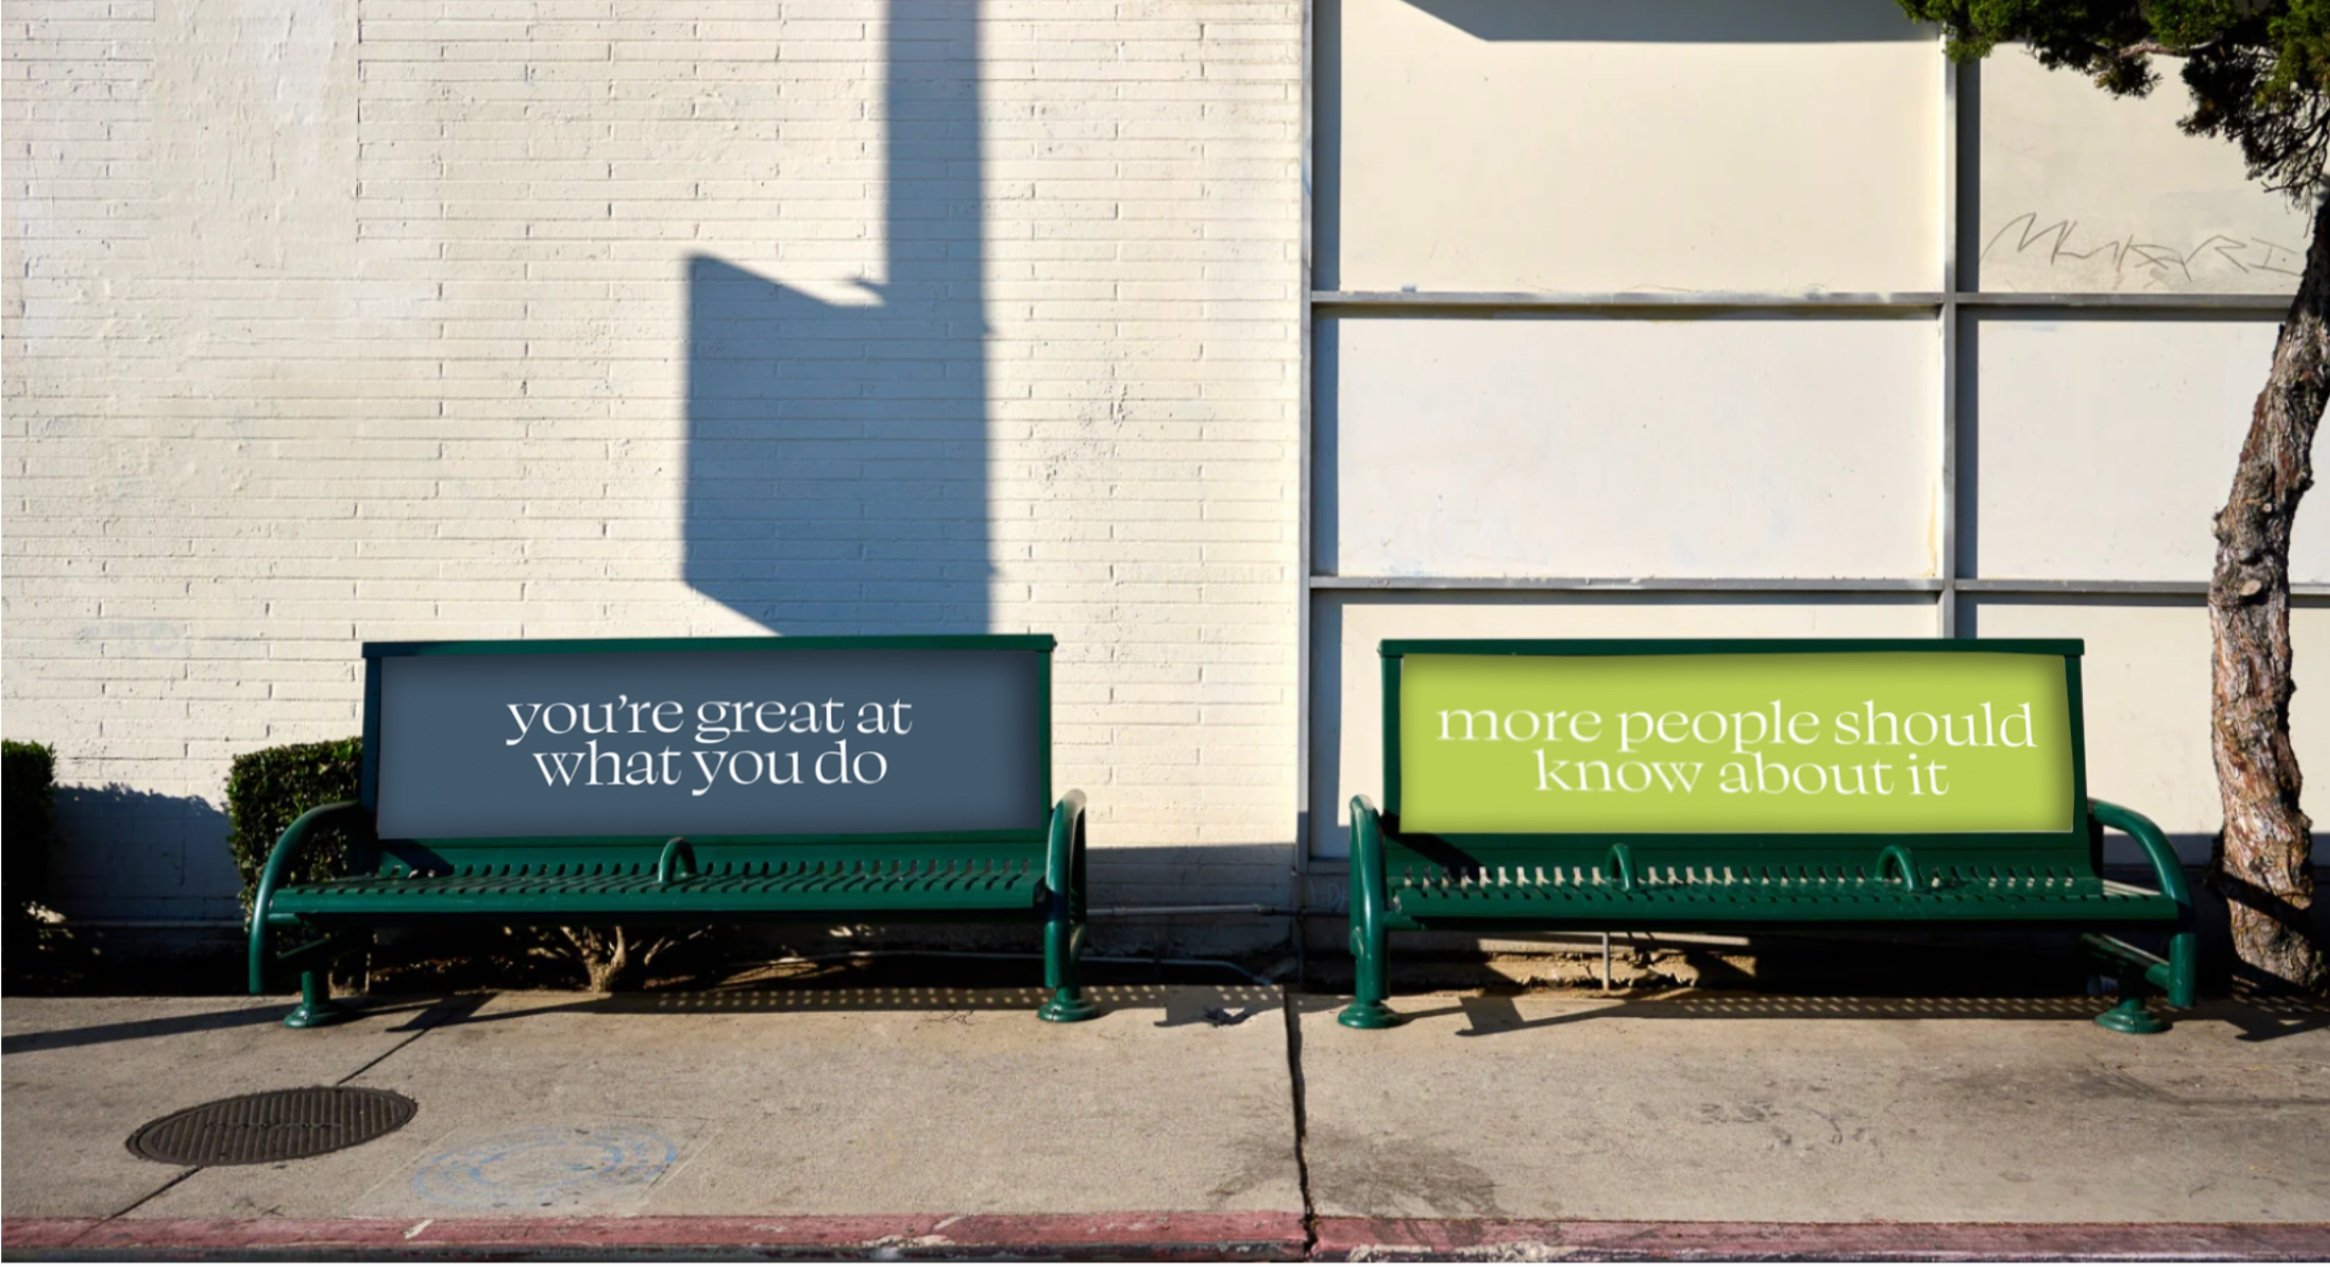 you're great at
what you do
more people should
know about it